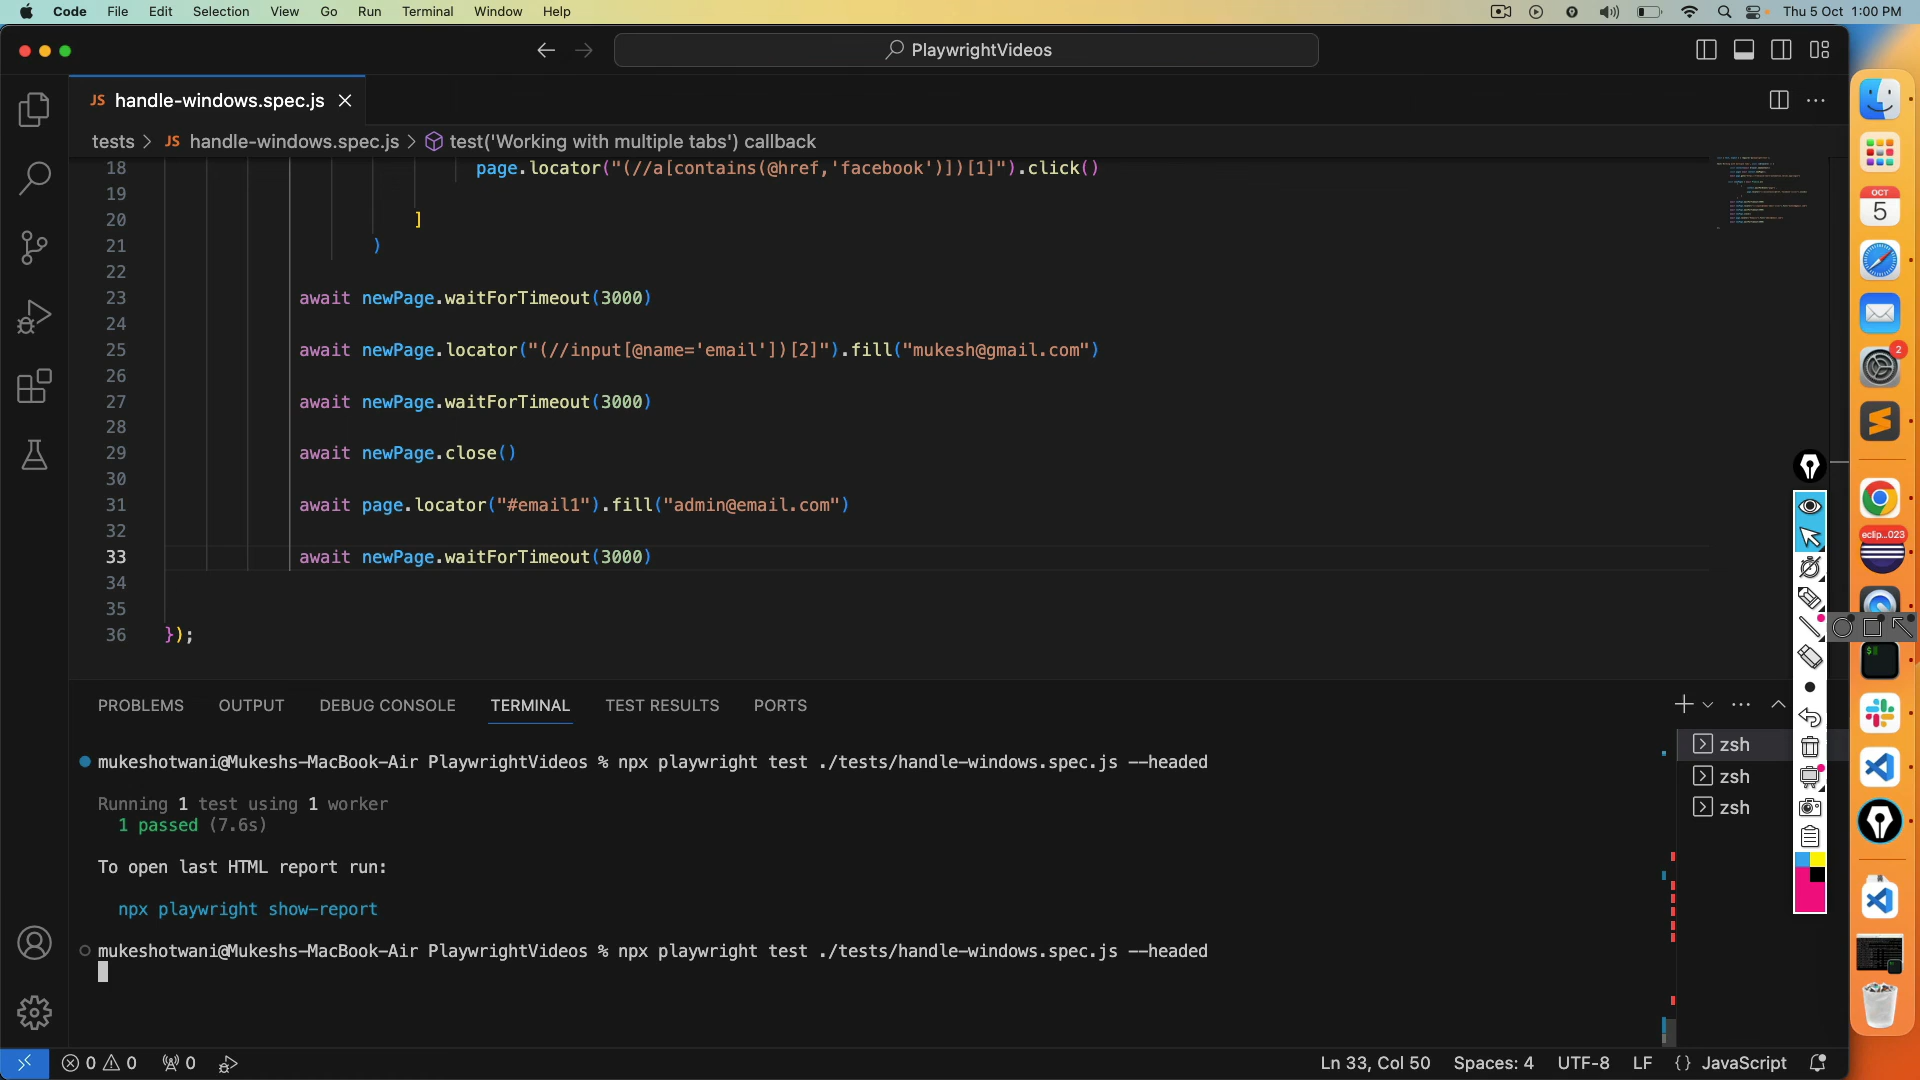 Code File Edit Selection View Go Run Terminal Window Help Thu 5 Oct 1:00 PM
PlaywrightVideos
JS handle-windows.spec.js
tests > JS handle-windows.spec.js > test('Working with multiple tabs') callback
18 page.locator("(//a[contains(@href,'facebook')])[1]").click()
19
20 ]
21 )
22
23 await newPage.waitForTimeout(3000)
24
25 await newPage.locator("(//input[@name='email'])[2]").fill("mukesh@gmail.com")
26
27 await newPage.waitForTimeout(3000)
28
29 await newPage.close()
30
31 await page.locator("#email1").fill("admin@email.com")
32
33 await newPage.waitForTimeout(3000)
34
35
36 });
PROBLEMS OUTPUT DEBUG CONSOLE TERMINAL TEST RESULTS PORTS
mukeshotwani@Mukeshs-MacBook-Air PlaywrightVideos % npx playwright test ./tests/handle-windows.spec.js --headed
Running 1 test using 1 worker
1 passed (7.6s)
To open last HTML report run:
npx playwright show-report
mukeshotwani@Mukeshs-MacBook-Air PlaywrightVideos % npx playwright test ./tests/handle-windows.spec.js --headed
zsh
zsh
zsh
0 0 0 Ln 33, Col 50 Spaces: 4 UTF-8 LF {} JavaScript
OCT
5
2
eclip...023